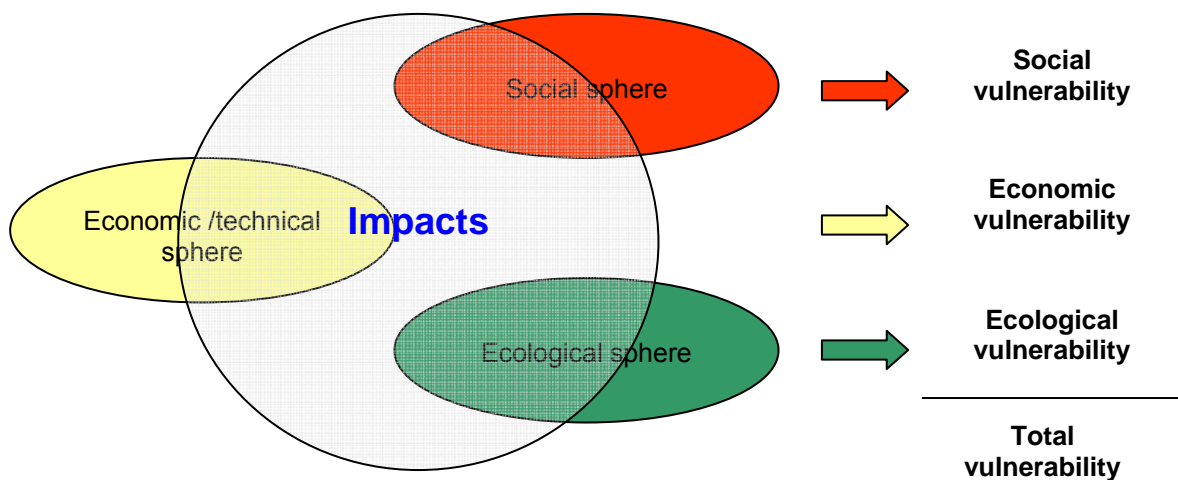 Social sphere
Economic /technical
sphere
Impacts
Ecological sphere
Social
vulnerability
Economic
vulnerability
Ecological
vulnerability
Total
vulnerability